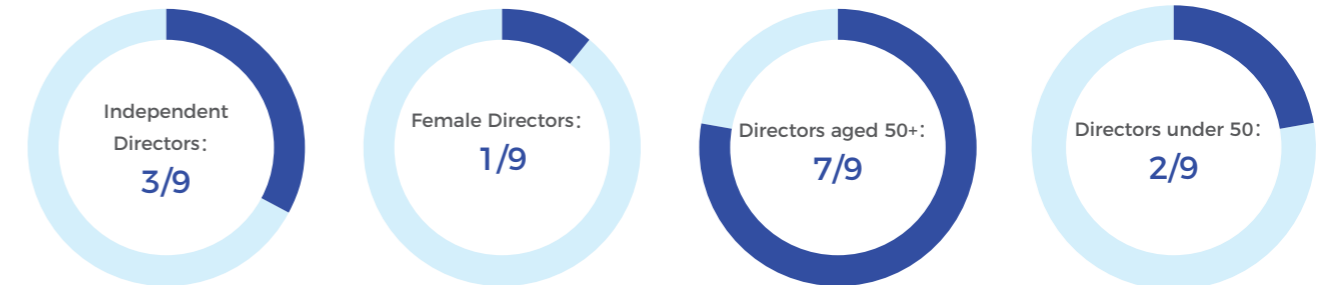 Independent
Directors：
3/9
Female Directors：
1/9
Directors aged 50+：
7/9
Directors under 50：
2/9